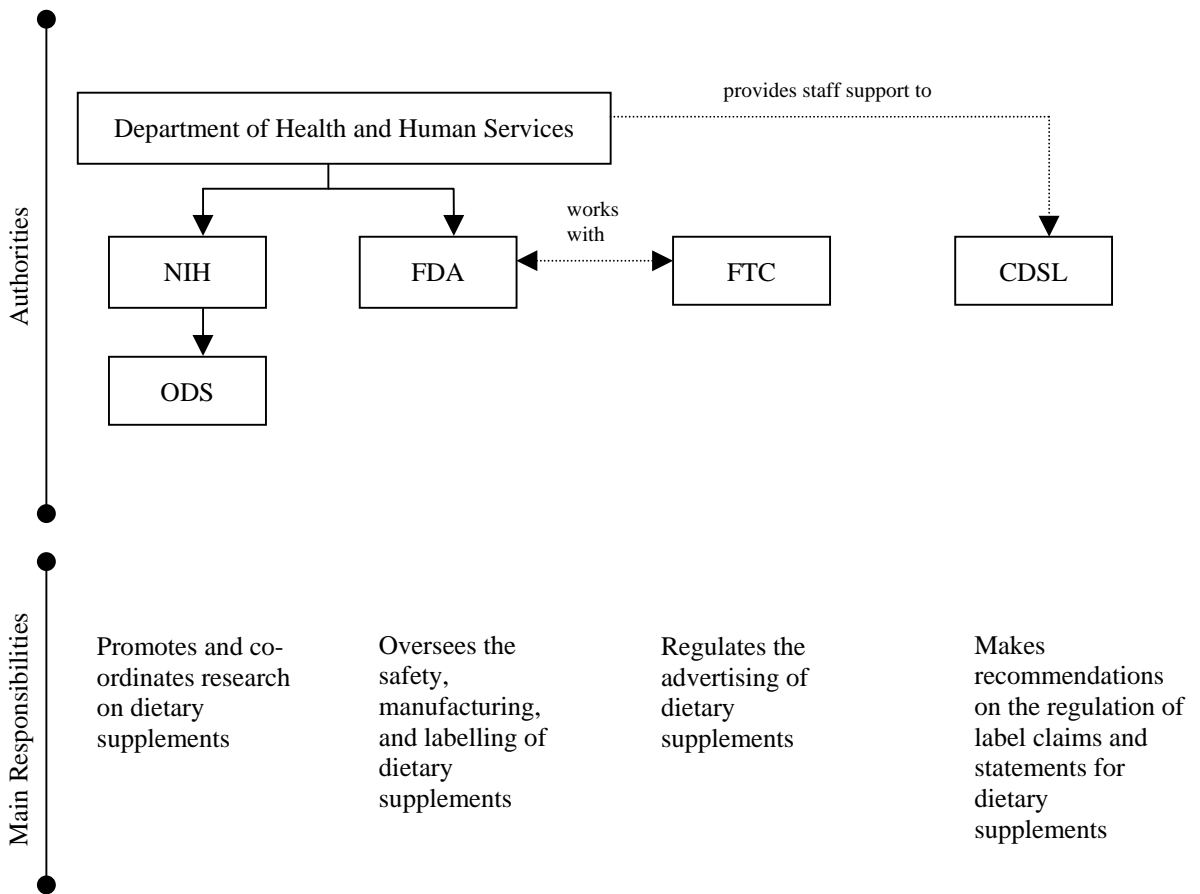 provides staff support to
Department of Health and Human Services
works
with
NIH
FDA
FTC
CDSL
ODS
Authorities
Promotes and co-
ordinates research
on dietary
supplements
Oversees the
safety,
manufacturing,
and labelling of
dietary
supplements
Regulates the
advertising of
dietary
supplements
Makes
recommendations
on the regulation of
label claims and
statements for
dietary
supplements
Main Responsibilities